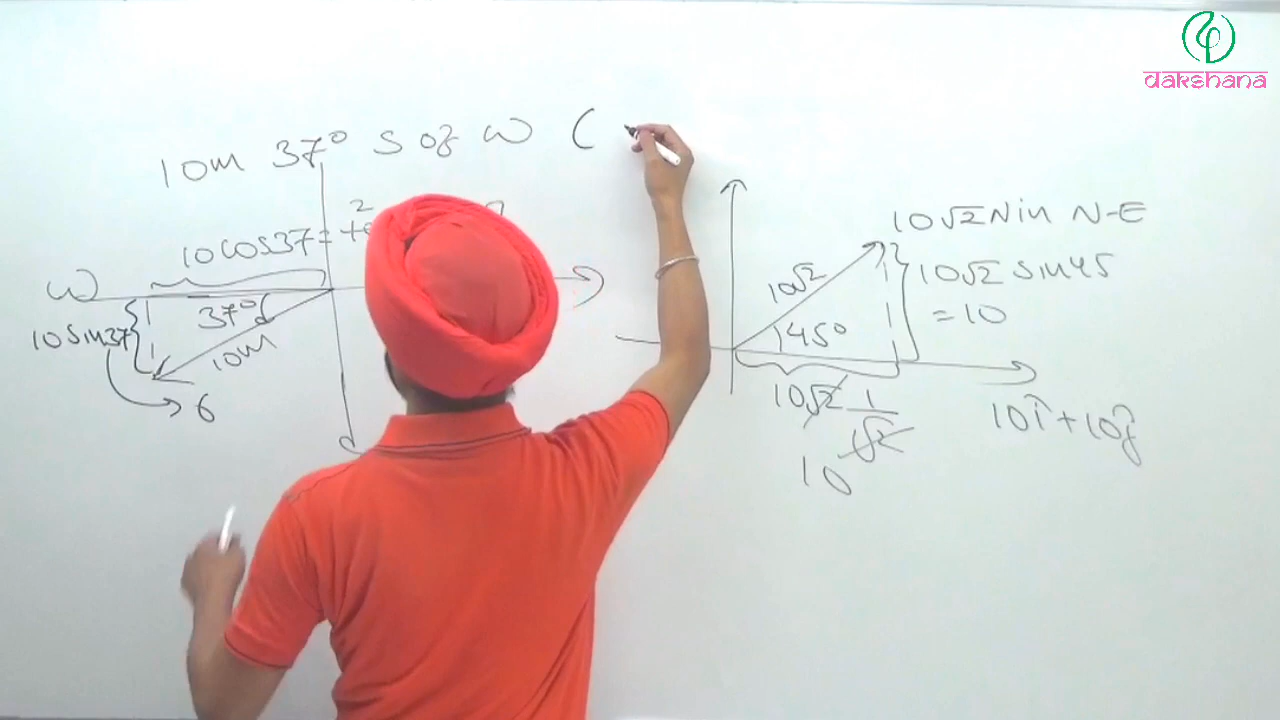 dakshana
10m 37° S of W (
10cos37=
W
37°
10m
10sin37
6
10√2 N in N-E
10√2
10√2 sin45
= 10
45°
10√2 1/√2
10
10î + 10ĵ